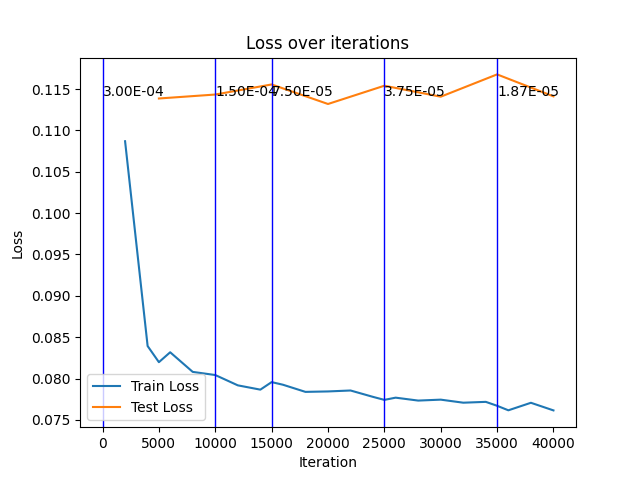 Loss over iterations
0.115
0.110
0.105
0.100
0.095
0.090
0.085
0.080
0.075
Loss
3.00E-04
1.50E-04
7.50E-05
3.75E-05
1.87E-05
Train Loss
Test Loss
0
5000
10000
15000
20000
25000
30000
35000
40000
Iteration